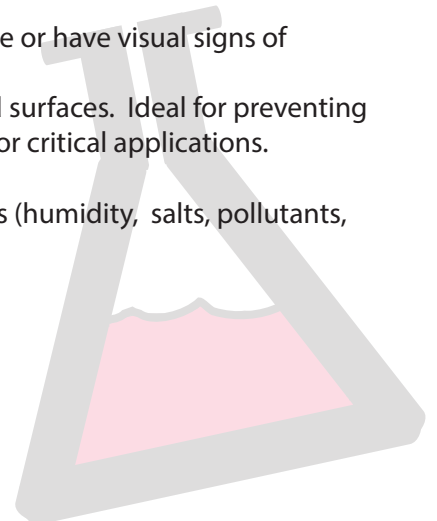 e or have visual signs of
surfaces. Ideal for preventing
or critical applications.
s (humidity, salts, pollutants,